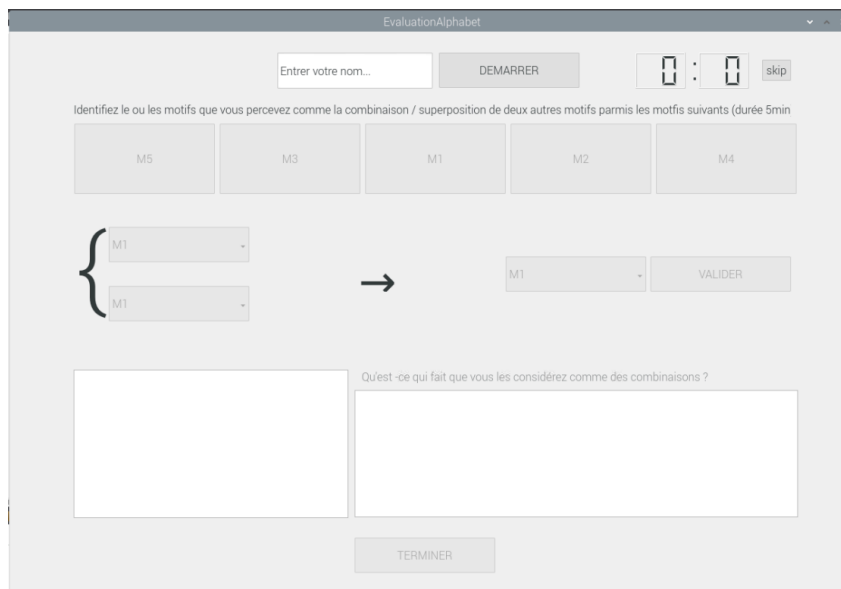 EvaluationAlphabet
Entrer votre nom... DEMARRER 0:0 skip
Identifiez le ou les motifs que vous percevez comme la combinaison / superposition de deux autres motifs parmis les motfis suivants (durée 5min
M5 M3 M1 M2 M4
M1
M1 VALIDER
M1
Qu'est -ce qui fait que vous les considérez comme des combinaisons ?
TERMINER